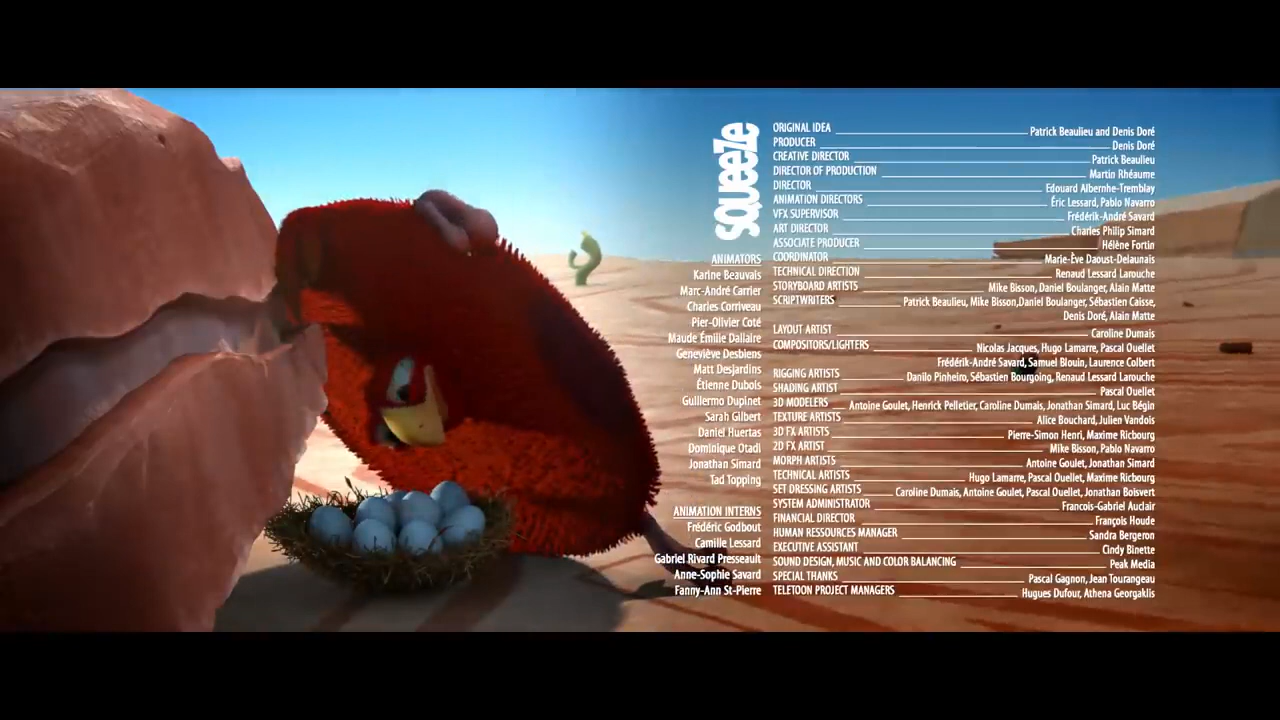 squeeze
ORIGINAL IDEA Patrick Beaulieu and Denis Doré
PRODUCER Denis Doré
CREATIVE DIRECTOR Patrick Beaulieu
DIRECTOR OF PRODUCTION Martin Rhéaume
DIRECTOR Edouard Albernhe-Tremblay
ANIMATION DIRECTORS Éric Lessard, Pablo Navarro
VFX SUPERVISOR Frédérik-André Savard
ART DIRECTOR Charles Philip Simard
ASSOCIATE PRODUCER Hélène Fortin
COORDINATOR Marie-Ève Daoust-Delaunais
TECHNICAL DIRECTION Renaud Lessard Larouche
STORYBOARD ARTISTS Mike Bisson, Daniel Boulanger, Alain Matte
SCRIPTWRITERS Patrick Beaulieu, Mike Bisson,Daniel Boulanger, Sébastien Caisse,
Denis Doré, Alain Matte
LAYOUT ARTIST Caroline Dumais
COMPOSITORS/LIGHTERS Nicolas Jacques, Hugo Lamarre, Pascal Ouellet
Frédérik-André Savard, Samuel Blouin, Laurence Colbert
RIGGING ARTISTS Danilo Pinheiro, Sébastien Bourgoing, Renaud Lessard Larouche
SHADING ARTIST Pascal Ouellet
3D MODELERS Antoine Goulet, Henrick Pelletier, Caroline Dumais, Jonathan Simard, Luc Bégin
TEXTURE ARTISTS Alice Bouchard, Julien Vandois
3D FX ARTISTS Pierre-Simon Henri, Maxime Ricbourg
2D FX ARTIST Mike Bisson, Pablo Navarro
MORPH ARTISTS Antoine Goulet, Jonathan Simard
TECHNICAL ARTISTS Hugo Lamarre, Pascal Ouellet, Maxime Ricbourg
SET DRESSING ARTISTS Caroline Dumais, Antoine Goulet, Pascal Ouellet, Jonathan Boisvert
SYSTEM ADMINISTRATOR Francois-Gabriel Auclair
FINANCIAL DIRECTOR François Houde
HUMAN RESSOURCES MANAGER Sandra Bergeron
EXECUTIVE ASSISTANT Cindy Binette
SOUND DESIGN, MUSIC AND COLOR BALANCING Peak Media
SPECIAL THANKS Pascal Gagnon, Jean Tourangeau
TELETOON PROJECT MANAGERS Hugues Dufour, Athena Georgaklis
ANIMATORS
Karine Beauvais
Marc-André Carrier
Charles Corriveau
Pier-Olivier Coté
Maude Émilie Dallaire
Geneviève Desbiens
Matt Desjardins
Étienne Dubois
Guillermo Dupinet
Sarah Gilbert
Daniel Huertas
Dominique Otadi
Jonathan Simard
Tad Topping
ANIMATION INTERNS
Frédéric Godbout
Camille Lessard
Gabriel Rivard Presseault
Anne-Sophie Savard
Fanny-Ann St-Pierre